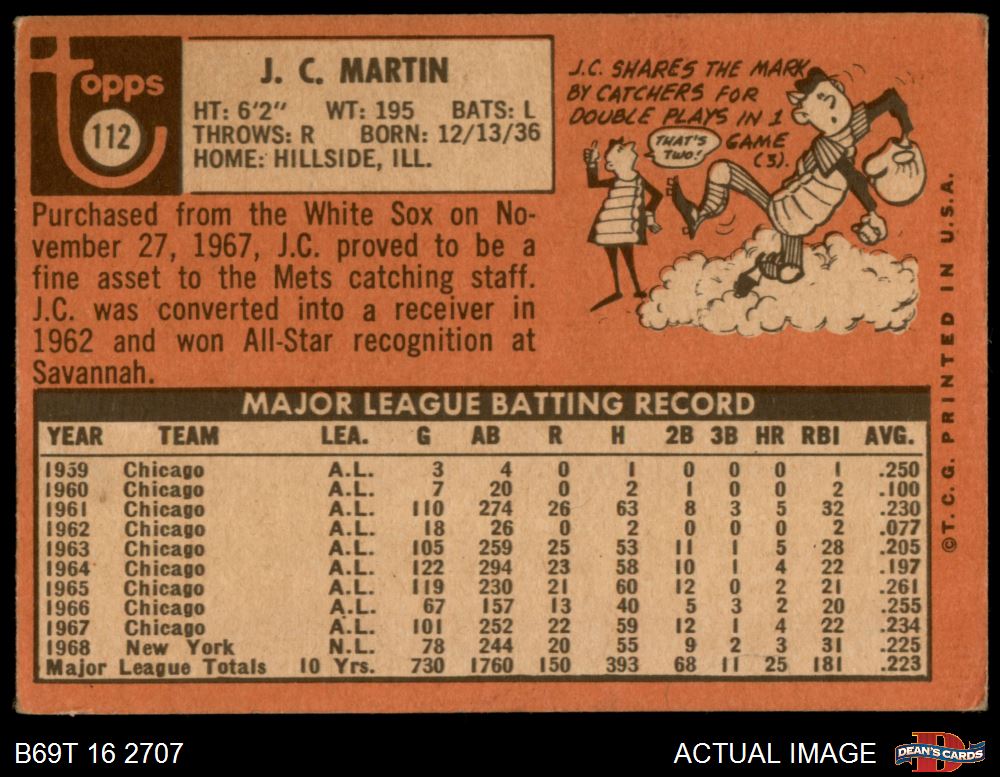 Topps
112
J. C. MARTIN
HT: 6'2" WT: 195 BATS: L
THROWS: R BORN: 12/13/36
HOME: HILLSIDE, ILL.
Purchased from the White Sox on No-
vember 27, 1967, J.C. proved to be a
fine asset to the Mets catching staff.
J.C. was converted into a receiver in
1962 and won All-Star recognition at
Savannah.
J.C. SHARES THE MARK
BY CATCHERS FOR
DOUBLE PLAYS IN 1
GAME
(3).
THAT'S
TWO!
MAJOR LEAGUE BATTING RECORD
YEAR TEAM LEA. G AB R H 2B 3B HR RBI AVG.
1959 Chicago A.L. 3 4 0 1 0 0 0 1 .250
1960 Chicago A.L. 7 20 0 2 1 0 0 2 .100
1961 Chicago A.L. 110 274 26 63 8 3 5 32 .230
1962 Chicago A.L. 18 26 0 2 0 0 0 2 .077
1963 Chicago A.L. 105 259 25 53 11 1 5 28 .205
1964 Chicago A.L. 122 294 23 58 10 1 4 22 .197
1965 Chicago A.L. 119 230 21 60 12 0 2 21 .261
1966 Chicago A.L. 67 157 13 40 5 3 2 20 .255
1967 Chicago A.L. 101 252 22 59 12 1 4 22 .234
1968 New York N.L. 78 244 20 55 9 2 3 31 .225
Major League Totals 10 Yrs. 730 1760 150 393 68 11 25 181 .223
©T. C. G. PRINTED IN U.S.A.
B69T 16 2707
ACTUAL IMAGE
DEAN'S CARDS